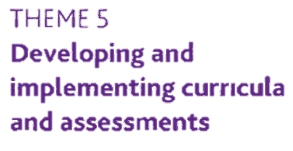 THEME 5
Developing and
implementing curricula
and assessments